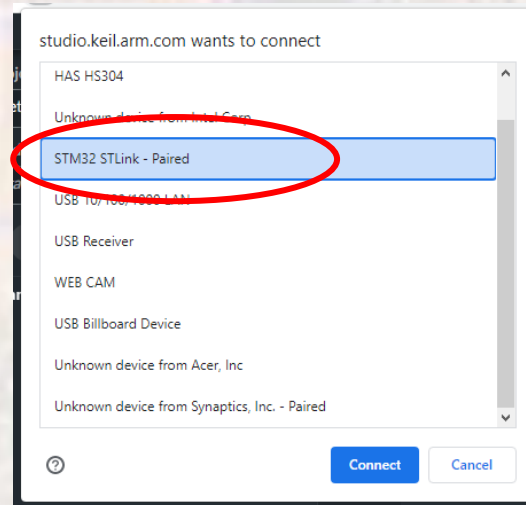 studio.keil.arm.com wants to connect
HAS HS304
Unknown device from Intel Corp.
STM32 STLink - Paired
USB 10/100/1000 LAN
USB Receiver
WEB CAM
USB Billboard Device
Unknown device from Acer, Inc
Unknown device from Synaptics, Inc. - Paired
Connect
Cancel